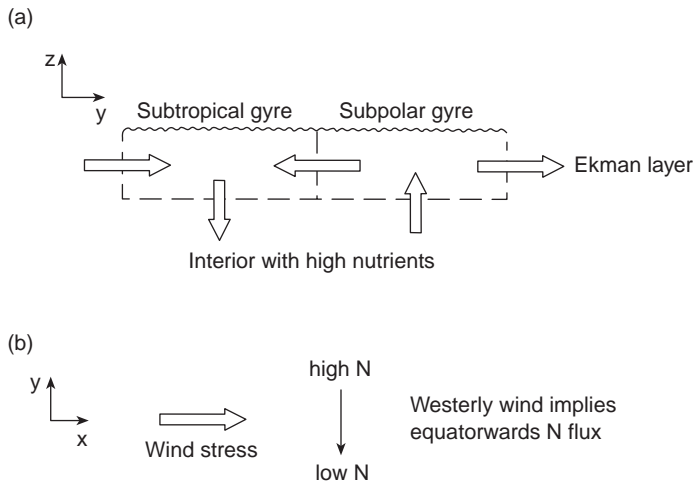 (a)
z
y
Subtropical gyre Subpolar gyre
Ekman layer
Interior with high nutrients
(b)
y
x
Wind stress
high N
low N
Westerly wind implies
equatorwards N flux